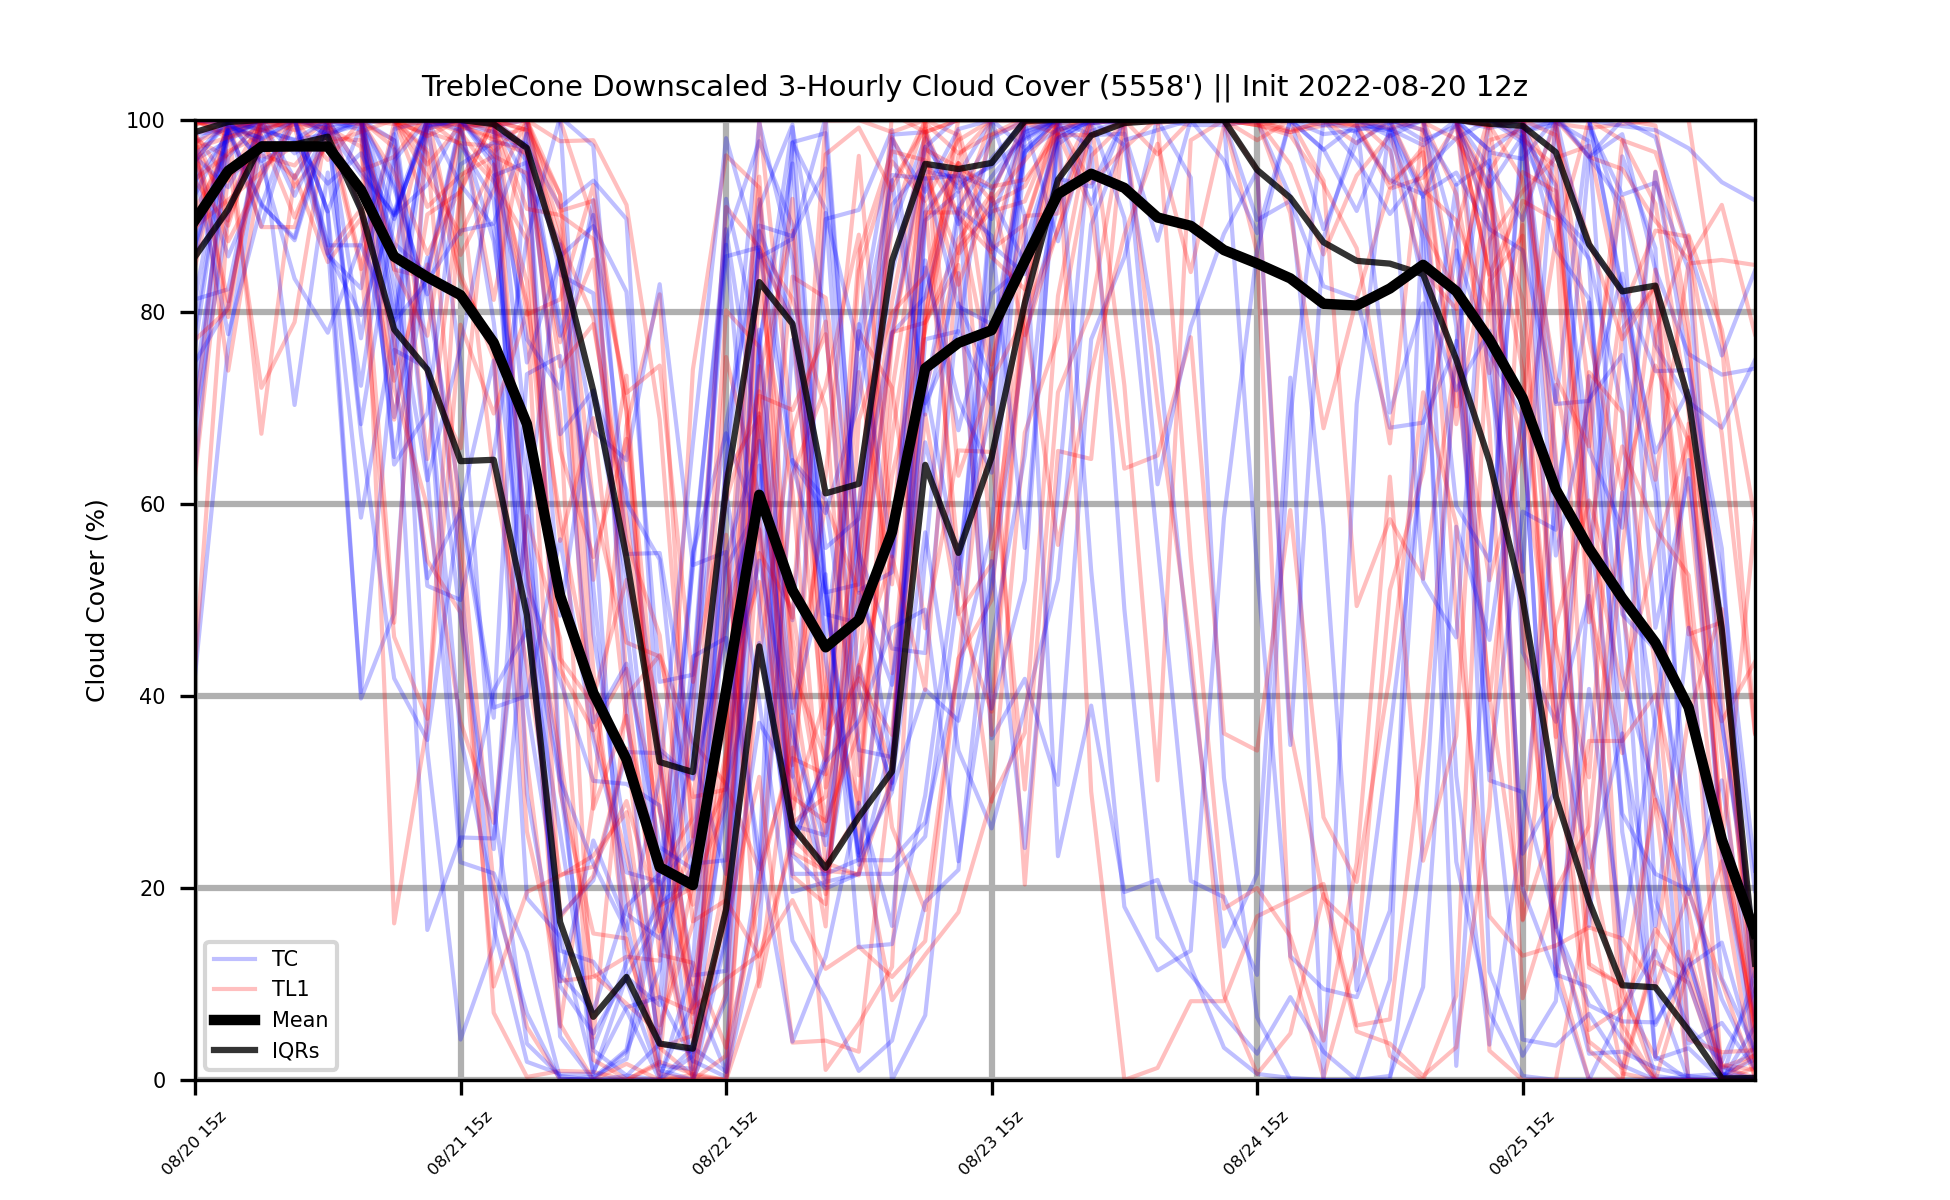 TrebleCone Downscaled 3-Hourly Cloud Cover (5558') || Init 2022-08-20 12z
Cloud Cover (%)
100
80
60
40
20
0
TC
TL1
Mean
IQRs
08/20 15z
08/21 15z
08/22 15z
08/23 15z
08/24 15z
08/25 15z